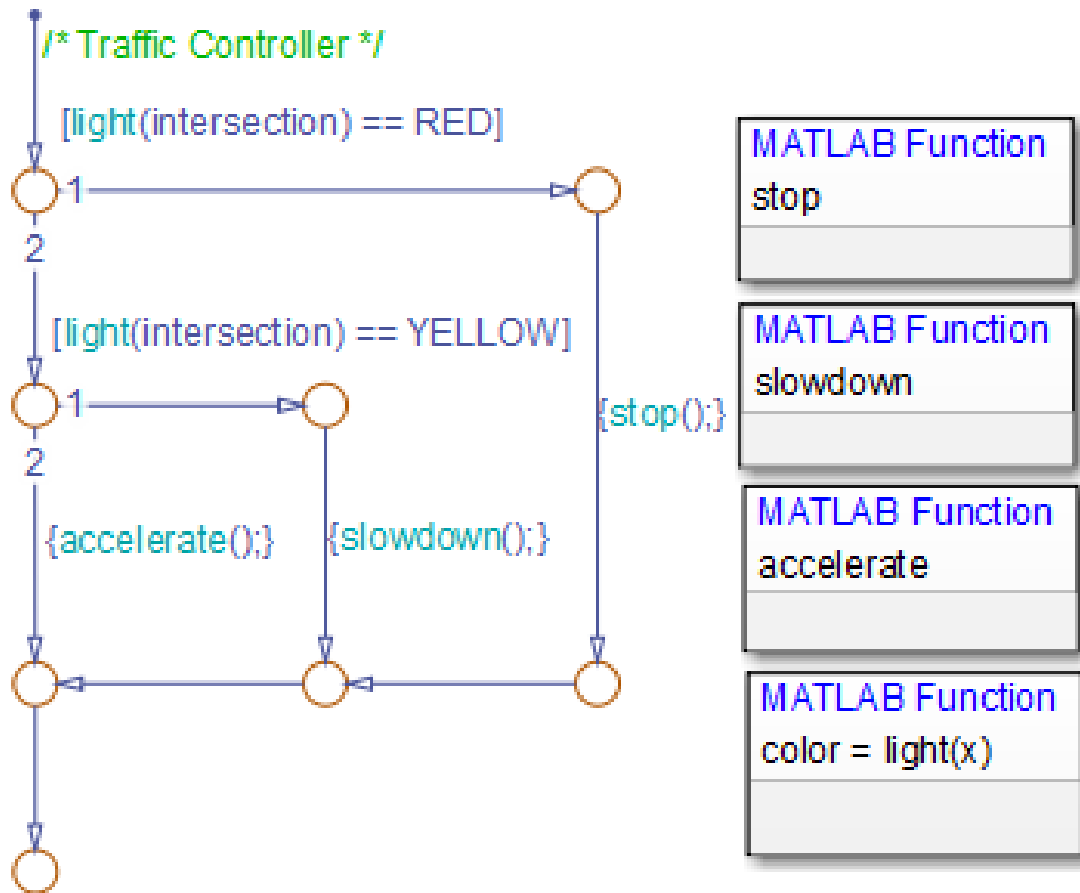 /* Traffic Controller */
[light(intersection) == RED]
1
2
[light(intersection) == YELLOW]
1
2
{stop();}
{accelerate();}
{slowdown();}
MATLAB Function
stop
MATLAB Function
slowdown
MATLAB Function
accelerate
MATLAB Function
color = light(x)